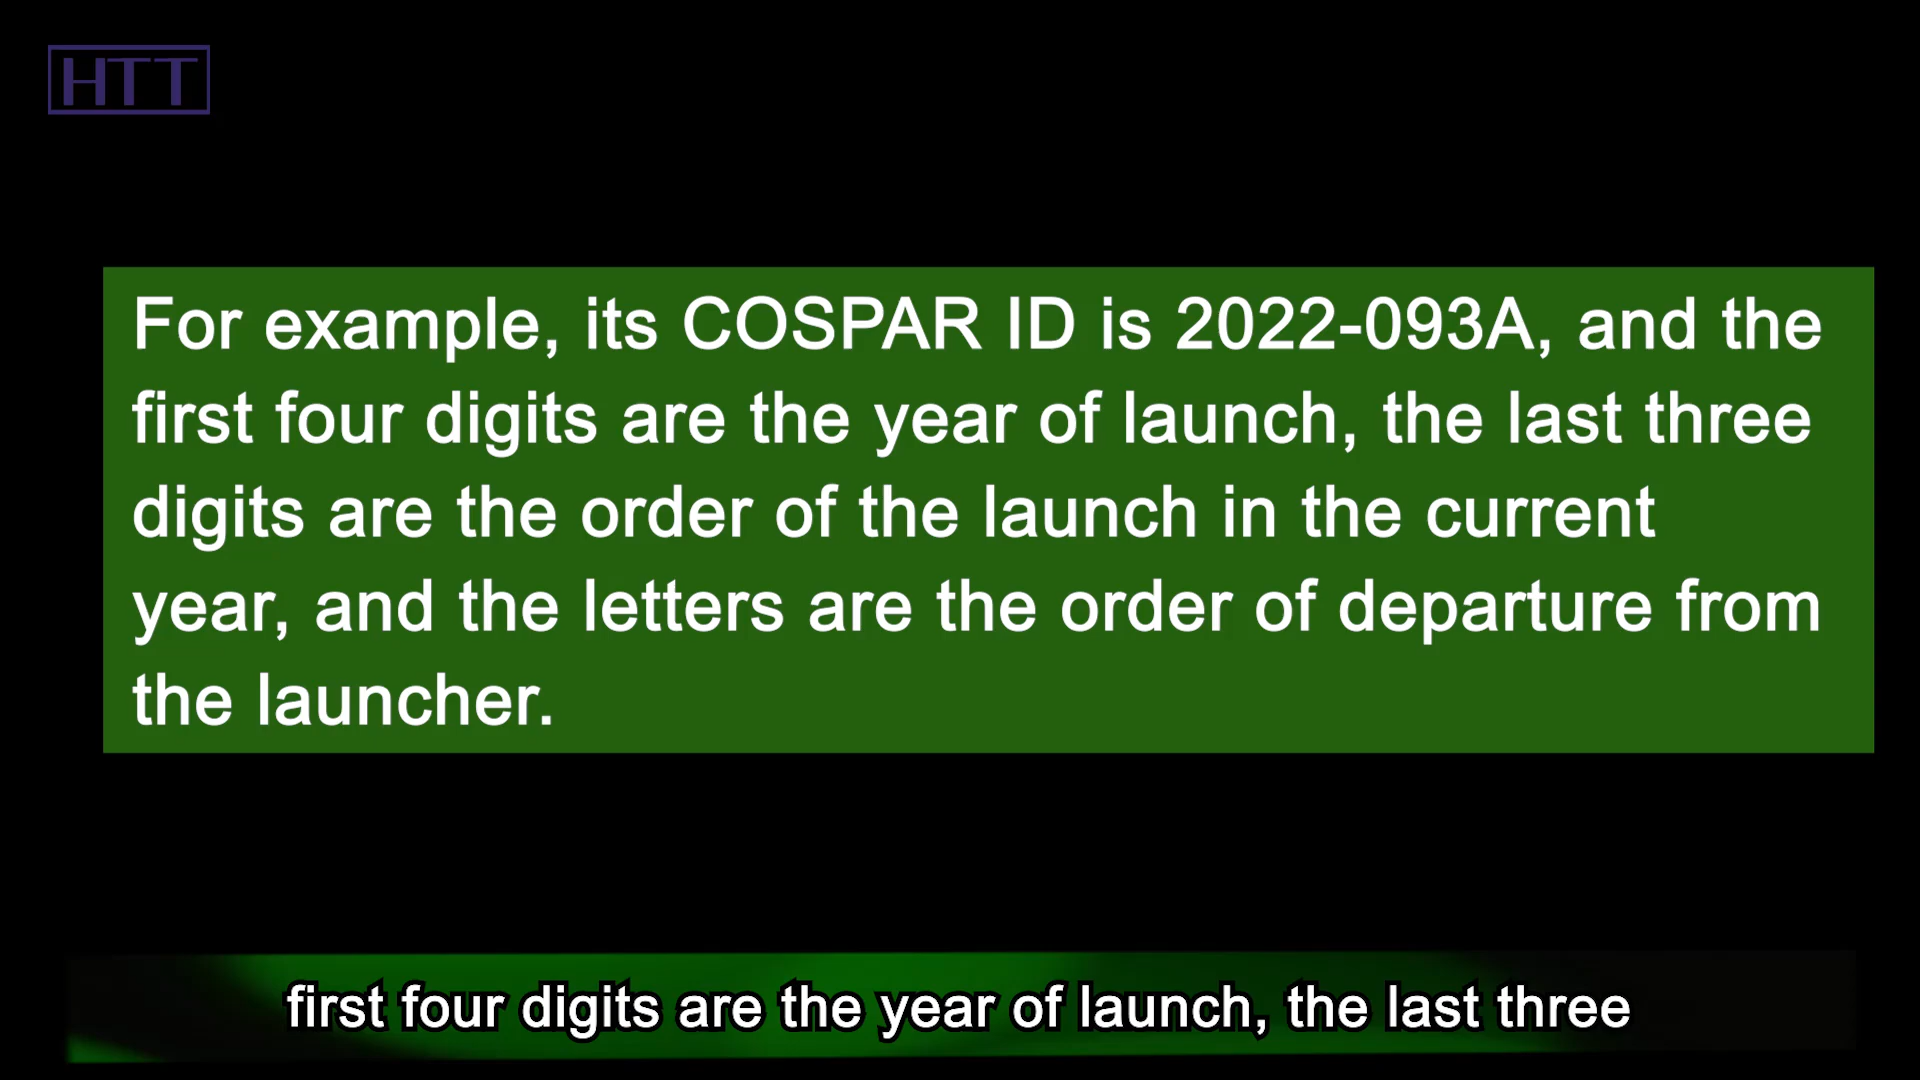 HTT
For example, its COSPAR ID is 2022-093A, and the
first four digits are the year of launch, the last three
digits are the order of the launch in the current
year, and the letters are the order of departure from
the launcher.
first four digits are the year of launch, the last three